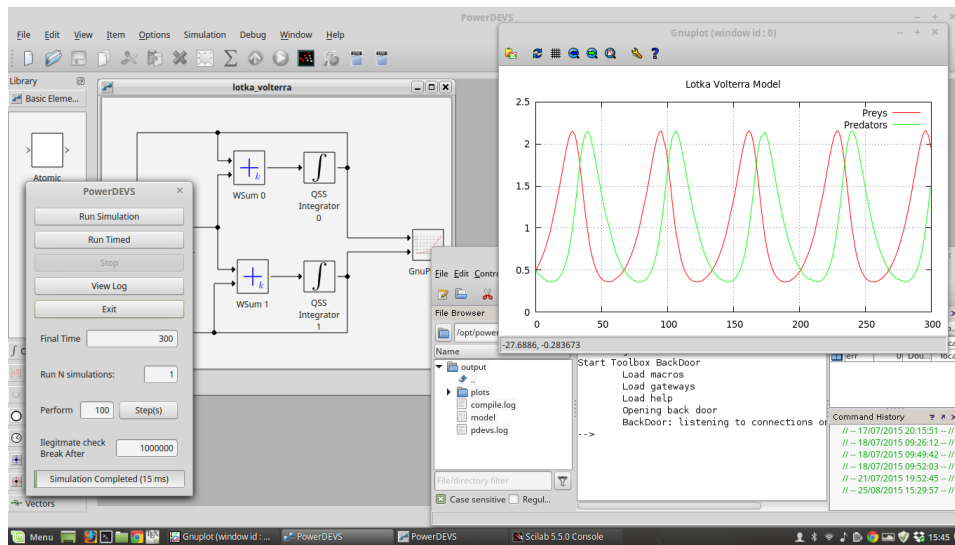 PowerDEVS
File Edit View Item Options Simulation Debug Window Help
Library
Basic Eleme...
Atomic
Vectors
lotka_volterra
WSum 0
QSS
Integrator
0
WSum 1
QSS
Integrator
1
PowerDEVS
Run Simulation
Run Timed
Stop
View Log
Exit
Final Time 300
Run N simulations: 1
Perform 100 Step(s)
Ilegitmate check
Break After 1000000
Simulation Completed (15 ms)
Gnuplot (window id : 0)
Lotka Volterra Model
Preys
Predators
2.5
2
1.5
1
0.5
0
0 50 100 150 200 250 300
-27.6886, -0.283673
File Edit
File Browser
Name
output
..
plots
compile.log
model
pdevs.log
File/directory filter
Case sensitive Regul...
Start Toolbox BackDoor
Load macros
Load gateways
Load help
Opening back door
BackDoor: listening to connections
-->
err 0 Dou...
Command History
// -- 17/07/2015 20:15:51 -- //
// -- 18/07/2015 09:26:12 -- //
// -- 18/07/2015 09:49:42 -- //
// -- 18/07/2015 09:52:03 -- //
// -- 21/07/2015 19:52:45 -- //
// -- 25/08/2015 15:29:57 -- //
Menu Gnuplot (window id : ... PowerDEVS PowerDEVS Scilab 5.5.0 Console 15:45